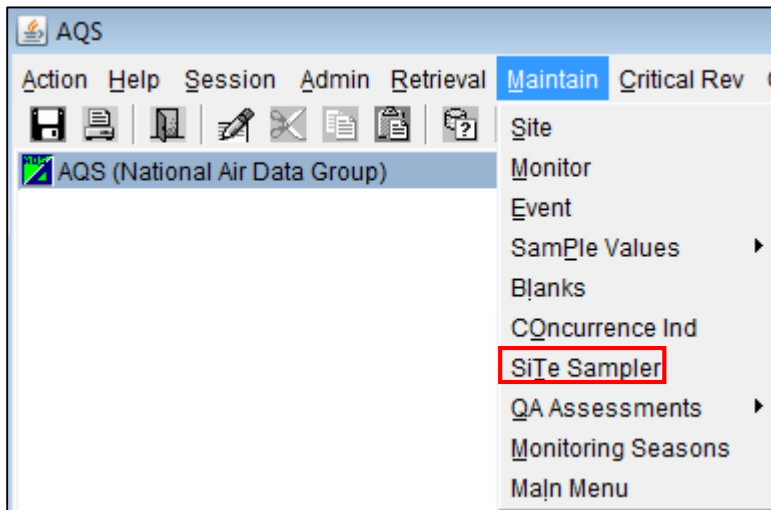 AQS
Action Help Session Admin Retrieval Maintain Critical Rev
AQS (National Air Data Group)
Site
Monitor
Event
SamPle Values
Blanks
COncurrence Ind
SiTe Sampler
QA Assessments
Monitoring Seasons
MaIn Menu